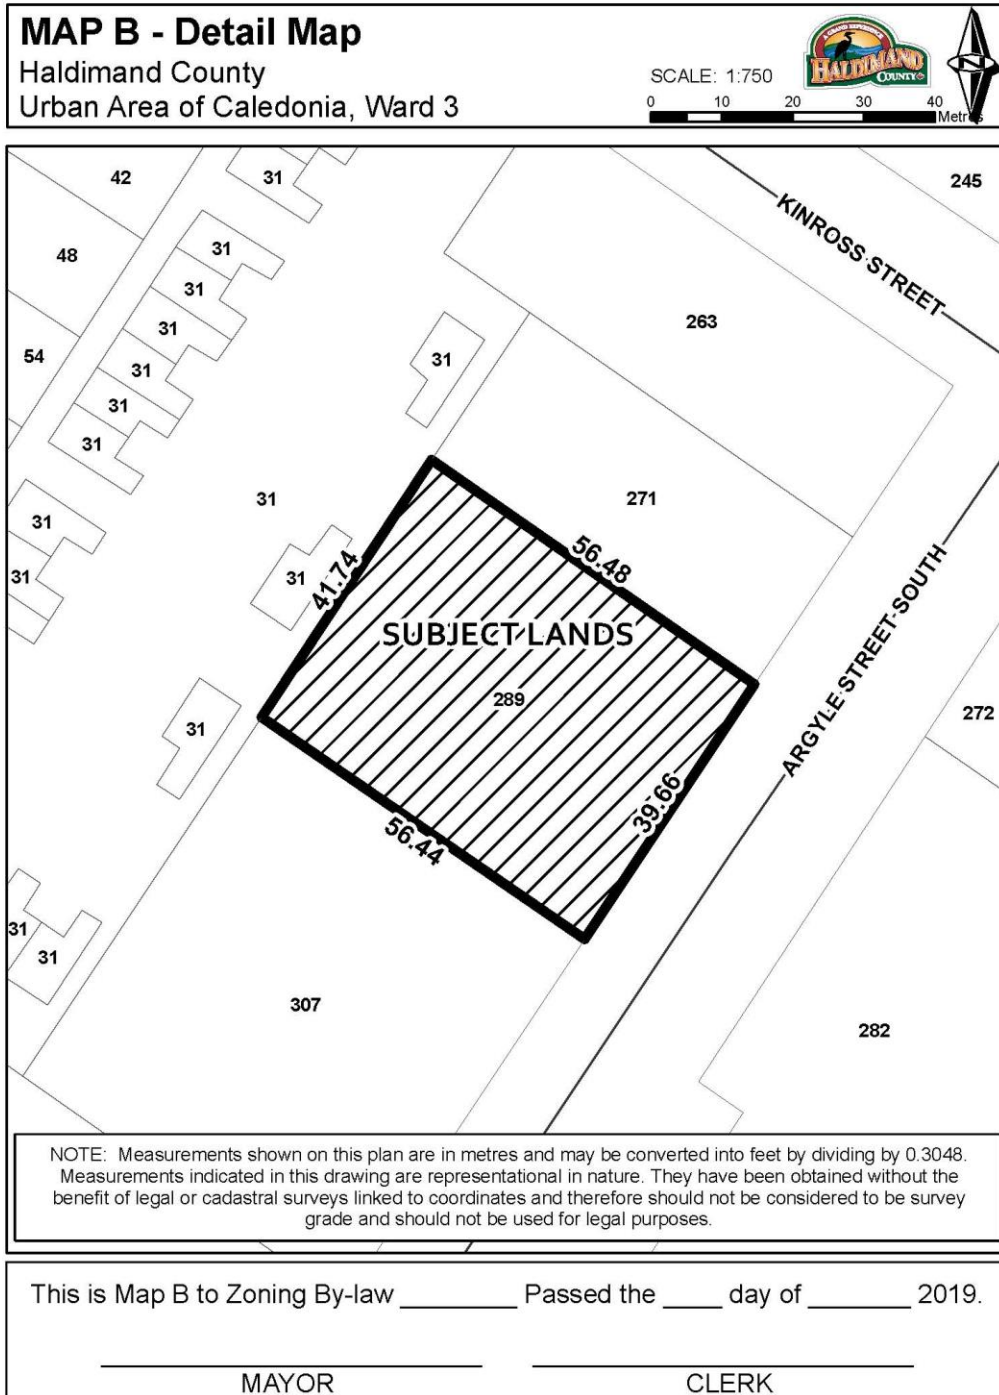 MAP B - Detail Map
Haldimand County
Urban Area of Caledonia, Ward 3
SCALE: 1:750
0 10 20 30 40
Metres
A GRAND EXPERIENCE
HALDIMAND
COUNTY
N
42
31
245
48
31
KINROSS STREET
31
263
31
54
31
31
31
31
31
31
271
31
56.48
41.74
31
31
SUBJECT LANDS
289
ARGYLE STREET SOUTH
272
31
39.66
56.44
31
31
307
282
NOTE: Measurements shown on this plan are in metres and may be converted into feet by dividing by 0.3048.
Measurements indicated in this drawing are representational in nature. They have been obtained without the
benefit of legal or cadastral surveys linked to coordinates and therefore should not be considered to be survey
grade and should not be used for legal purposes.
This is Map B to Zoning By-law ________ Passed the ____ day of _______ 2019.
MAYOR
CLERK